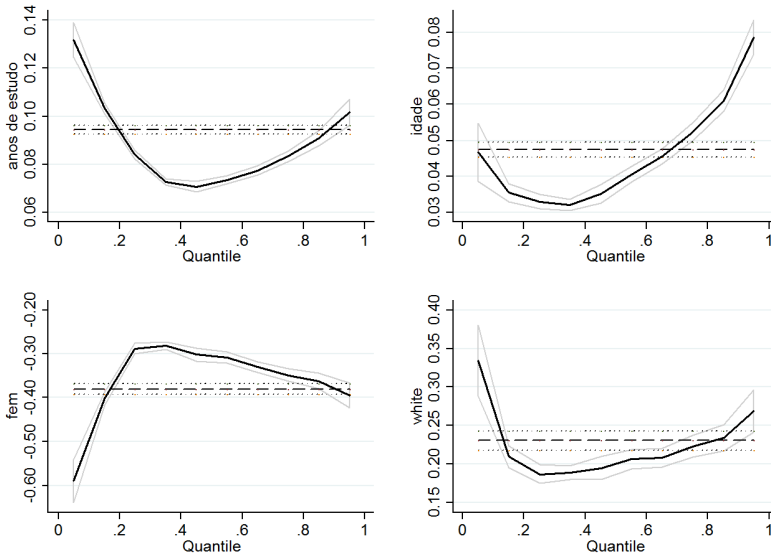 anos de estudo
0.06 0.08 0.10 0.12 0.14
0 .2 .4 .6 .8 1
Quantile
idade
0.03 0.04 0.05 0.06 0.07 0.08
0 .2 .4 .6 .8 1
Quantile
fem
-0.60 -0.50 -0.40 -0.30 -0.20
0 .2 .4 .6 .8 1
Quantile
white
0.15 0.20 0.25 0.30 0.35 0.40
0 .2 .4 .6 .8 1
Quantile